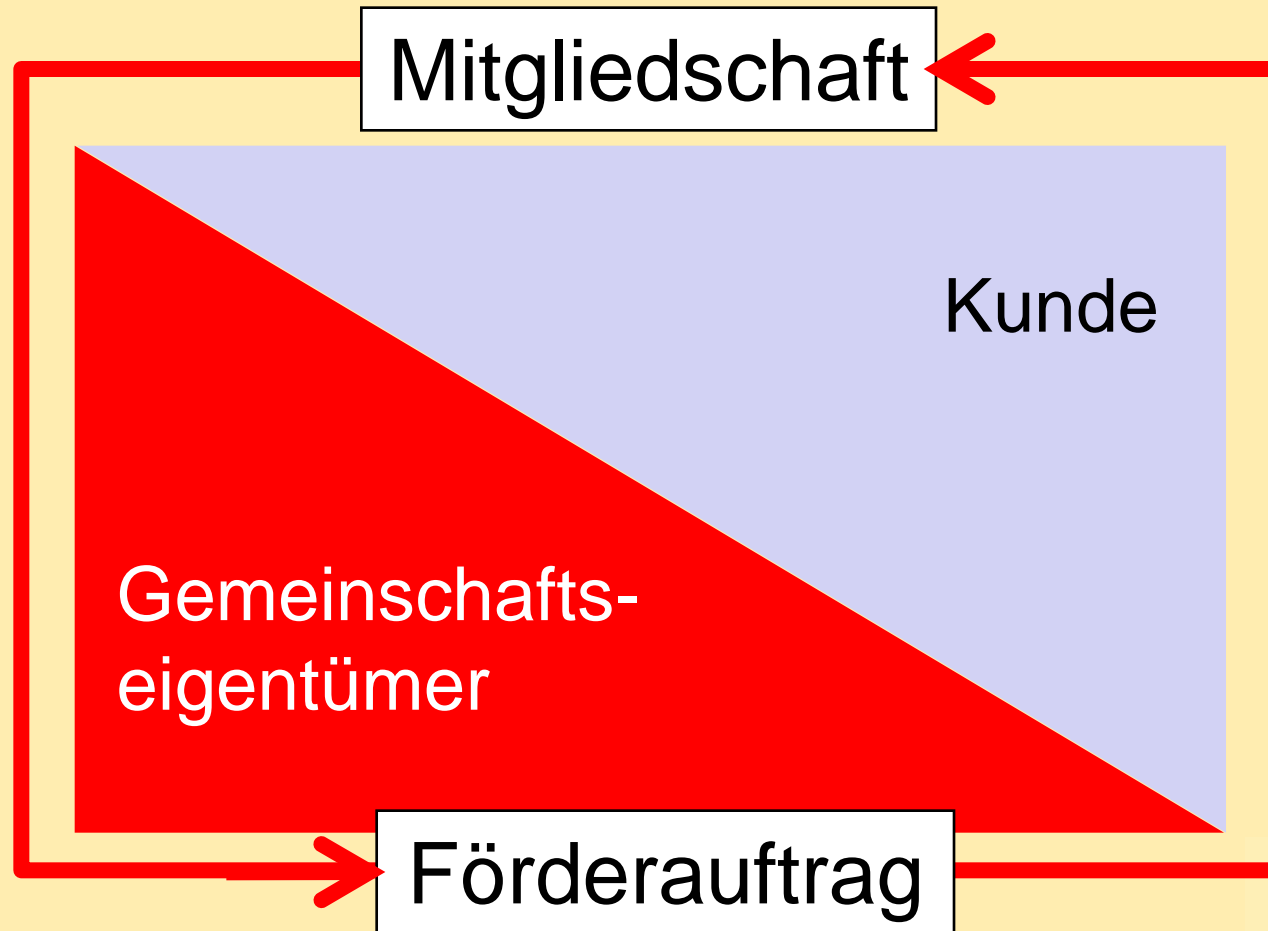 Mitgliedschaft
Kunde
Gemeinschafts-
eigentümer
Förderauftrag